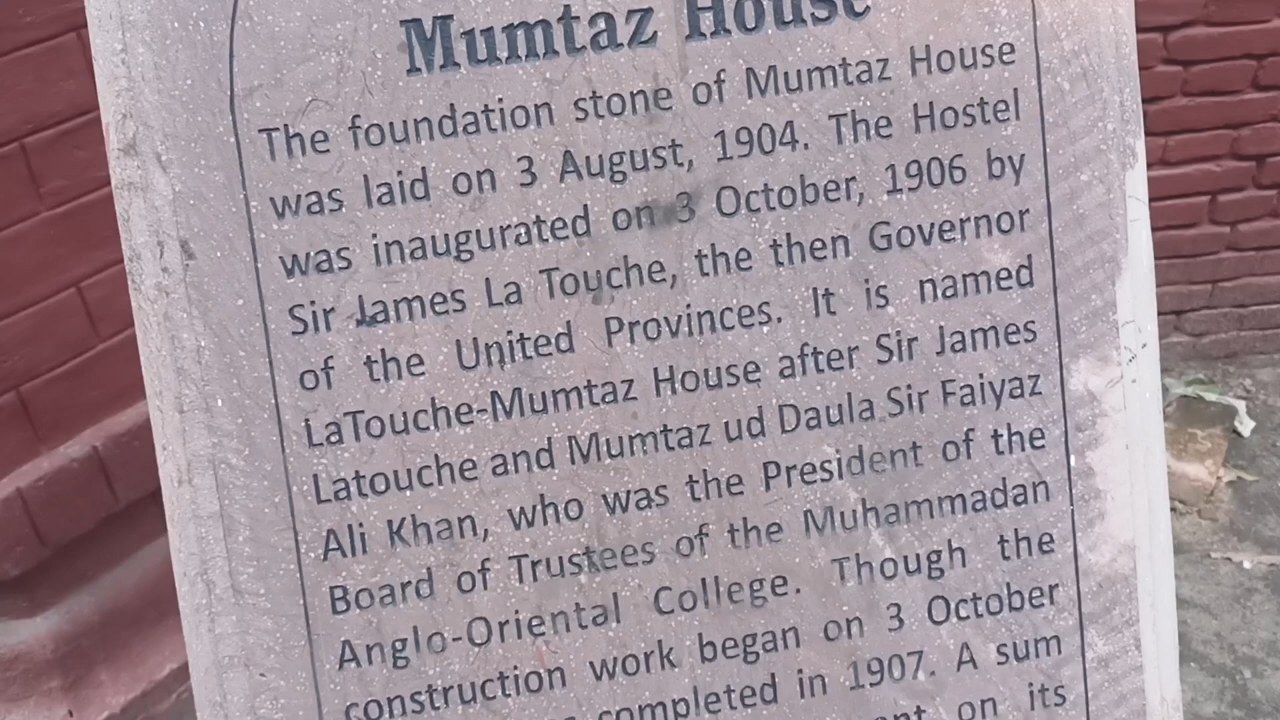 Mumtaz House
The foundation stone of Mumtaz House
was laid on 3 August, 1904. The Hostel
was inaugurated on 3 October, 1906 by
Sir James La Touche, the then Governor
of the United Provinces. It is named
LaTouche-Mumtaz House after Sir James
Latouche and Mumtaz ud Daula Sir Faiyaz
Ali Khan, who was the President of the
Board of Trustees of the Muhammadan
Anglo-Oriental College. Though the
construction work began on 3 October
completed in 1907. A sum
on its